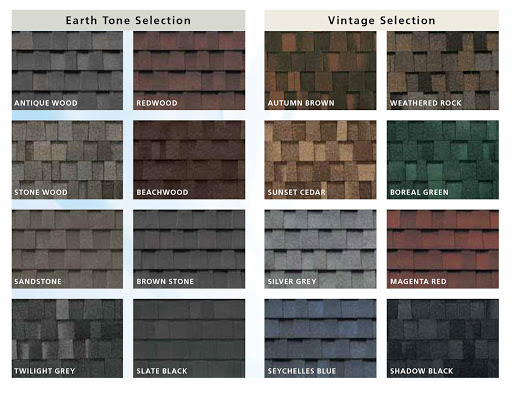 Earth Tone Selection
Vintage Selection
ANTIQUE WOOD
REDWOOD
AUTUMN BROWN
WEATHERED ROCK
STONE WOOD
BEACHWOOD
SUNSET CEDAR
BOREAL GREEN
SANDSTONE
BROWN STONE
SILVER GREY
MAGENTA RED
TWILIGHT GREY
SLATE BLACK
SEYCHELLES BLUE
SHADOW BLACK